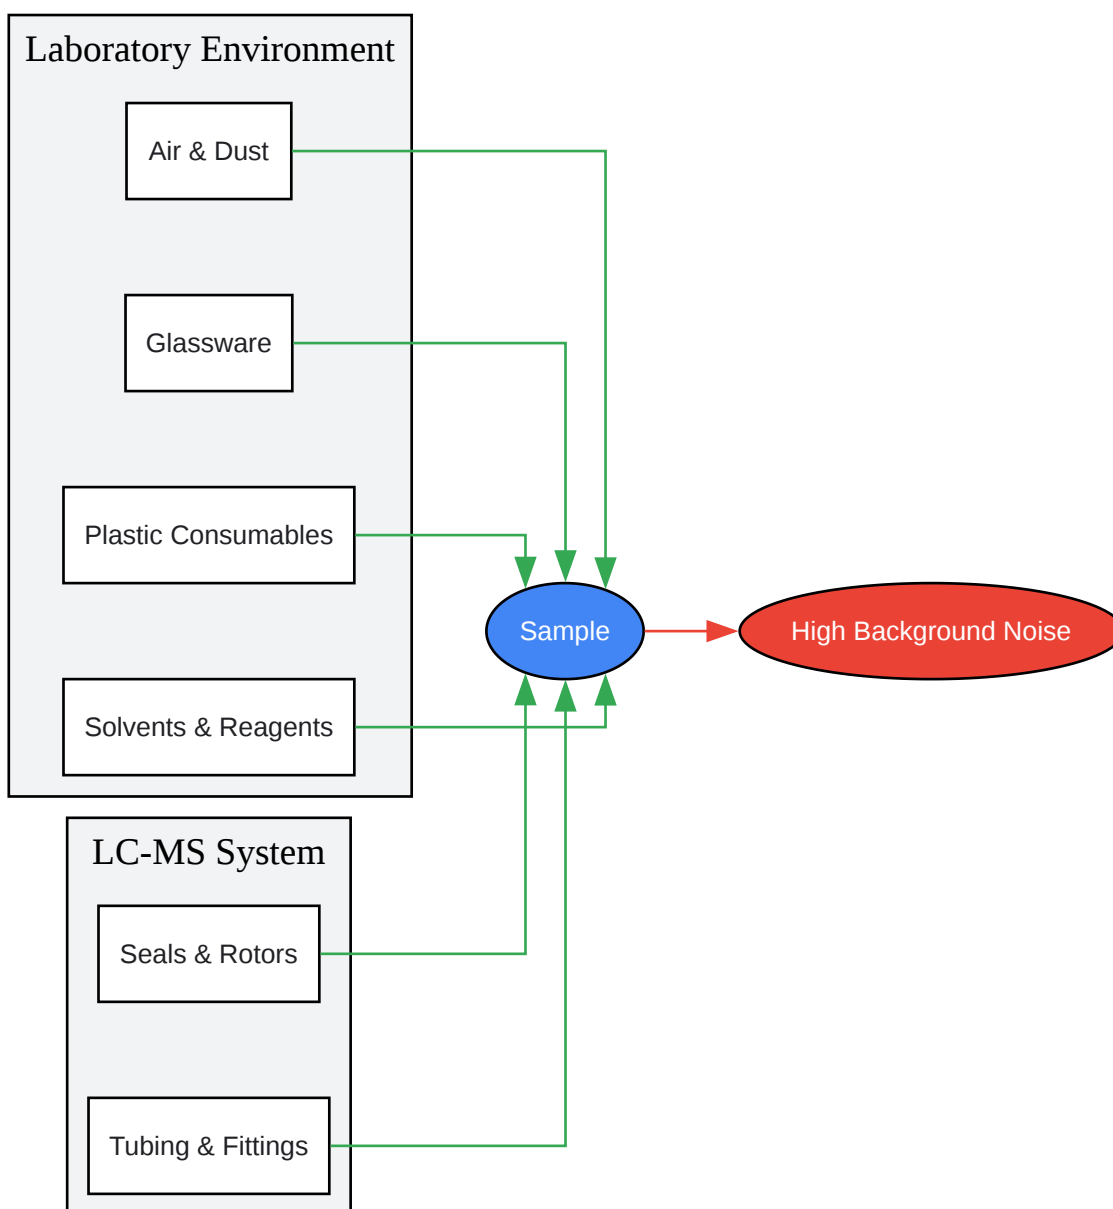 Laboratory Environment
Air & Dust
Glassware
Plastic Consumables
Solvents & Reagents
Sample
High Background Noise
LC-MS System
Seals & Rotors
Tubing & Fittings